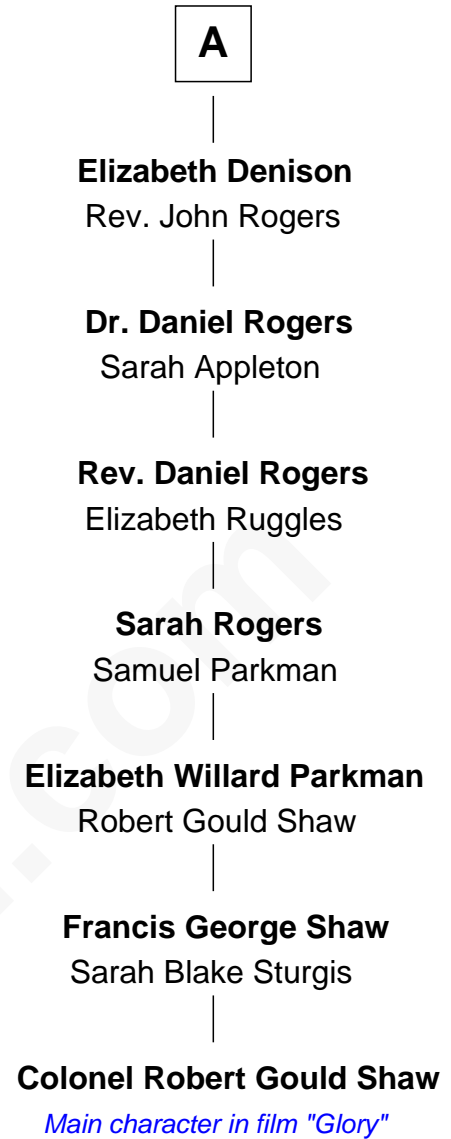 A
Elizabeth Denison
Rev. John Rogers
Dr. Daniel Rogers
Sarah Appleton
Rev. Daniel Rogers
Elizabeth Ruggles
Sarah Rogers
Samuel Parkman
Elizabeth Willard Parkman
Robert Gould Shaw
Francis George Shaw
Sarah Blake Sturgis
Colonel Robert Gould Shaw
Main character in film "Glory"